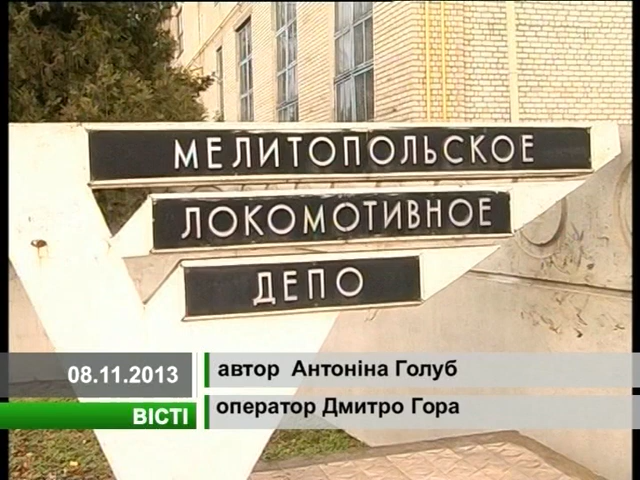 МЕЛИТОПОЛЬСКОЕ
ЛОКОМОТИВНОЕ
ДЕПО
08.11.2013
автор Антоніна Голуб
ВІСТІ
оператор Дмитро Гора